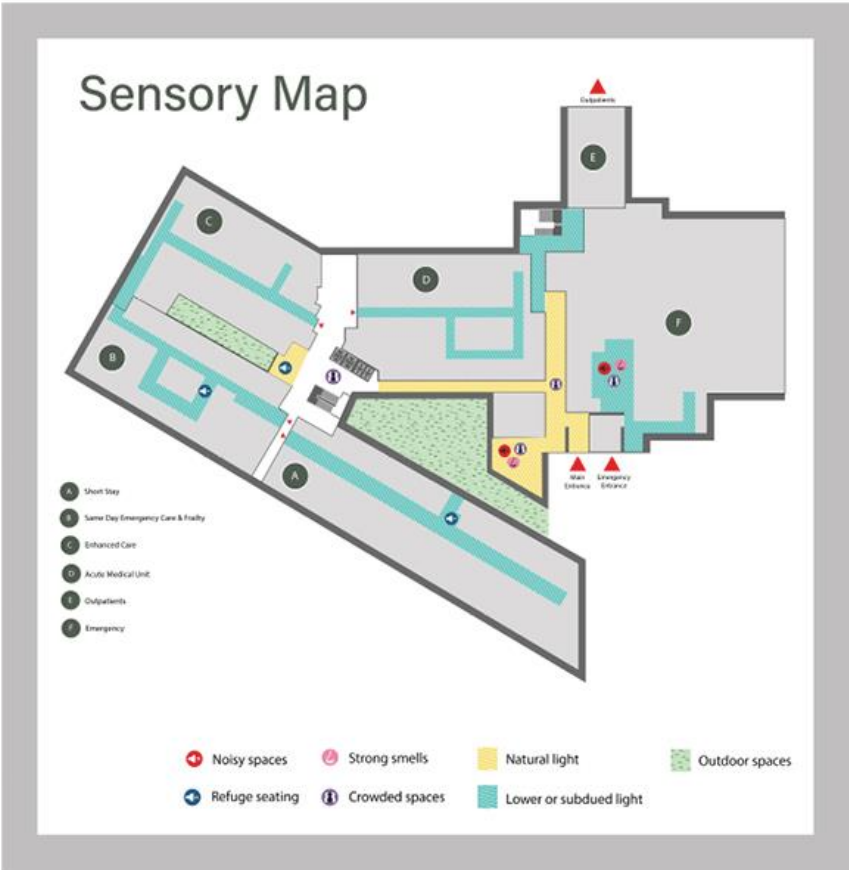 Sensory Map
Outpatients
E
C
D
F
B
A
Main
Entrance
Emergency
Entrance
A Short Stay
B Same Day Emergency Care & Frailty
C Enhanced Care
D Acute Medical Unit
E Outpatients
F Emergency
Noisy spaces
Strong smells
Natural light
Outdoor spaces
Refuge seating
Crowded spaces
Lower or subdued light